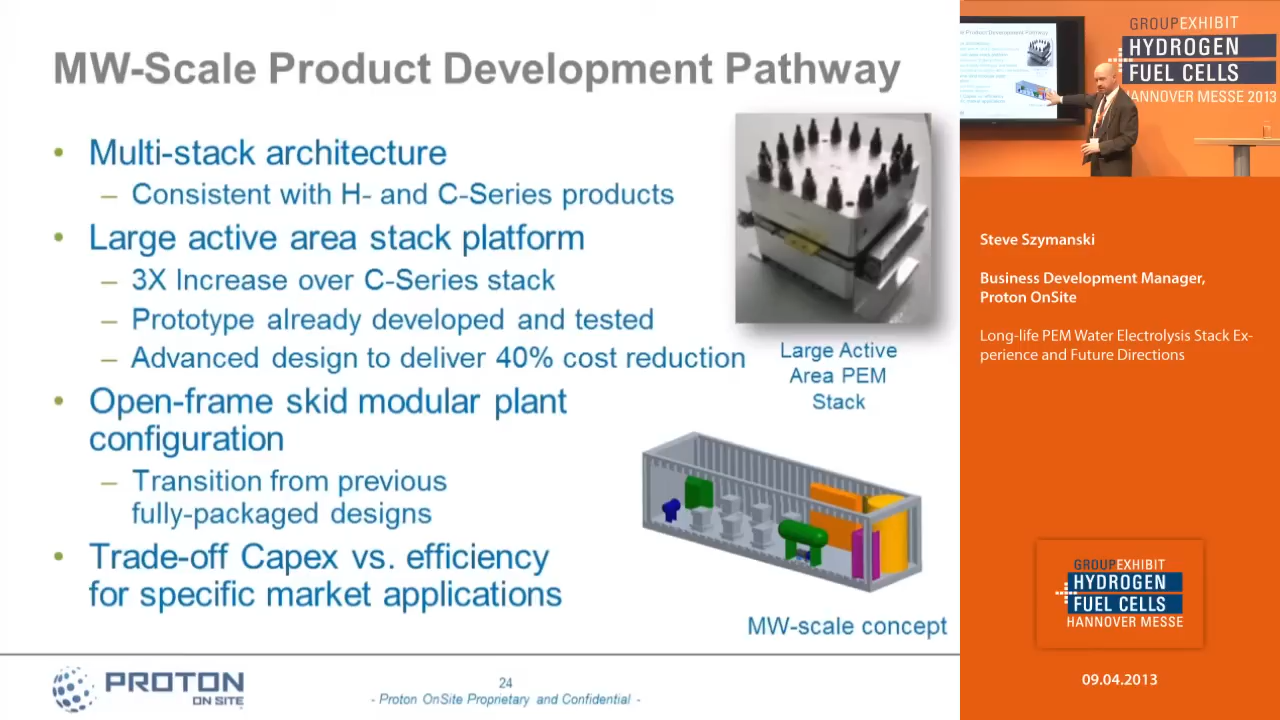 MW-Scale Product Development Pathway
• Multi-stack architecture
– Consistent with H- and C-Series products
• Large active area stack platform
– 3X Increase over C-Series stack
– Prototype already developed and tested
– Advanced design to deliver 40% cost reduction
Large Active
Area PEM
Stack
• Open-frame skid modular plant
configuration
– Transition from previous
fully-packaged designs
• Trade-off Capex vs. efficiency
for specific market applications
MW-scale concept
PROTON
ON SITE
24
- Proton OnSite Proprietary and Confidential -
GROUPEXHIBIT
HYDROGEN
FUEL CELLS
HANNOVER MESSE 2013
Steve Szymanski
Business Development Manager,
Proton OnSite
Long-life PEM Water Electrolysis Stack Ex-
perience and Future Directions
GROUPEXHIBIT
HYDROGEN
FUEL CELLS
HANNOVER MESSE
09.04.2013